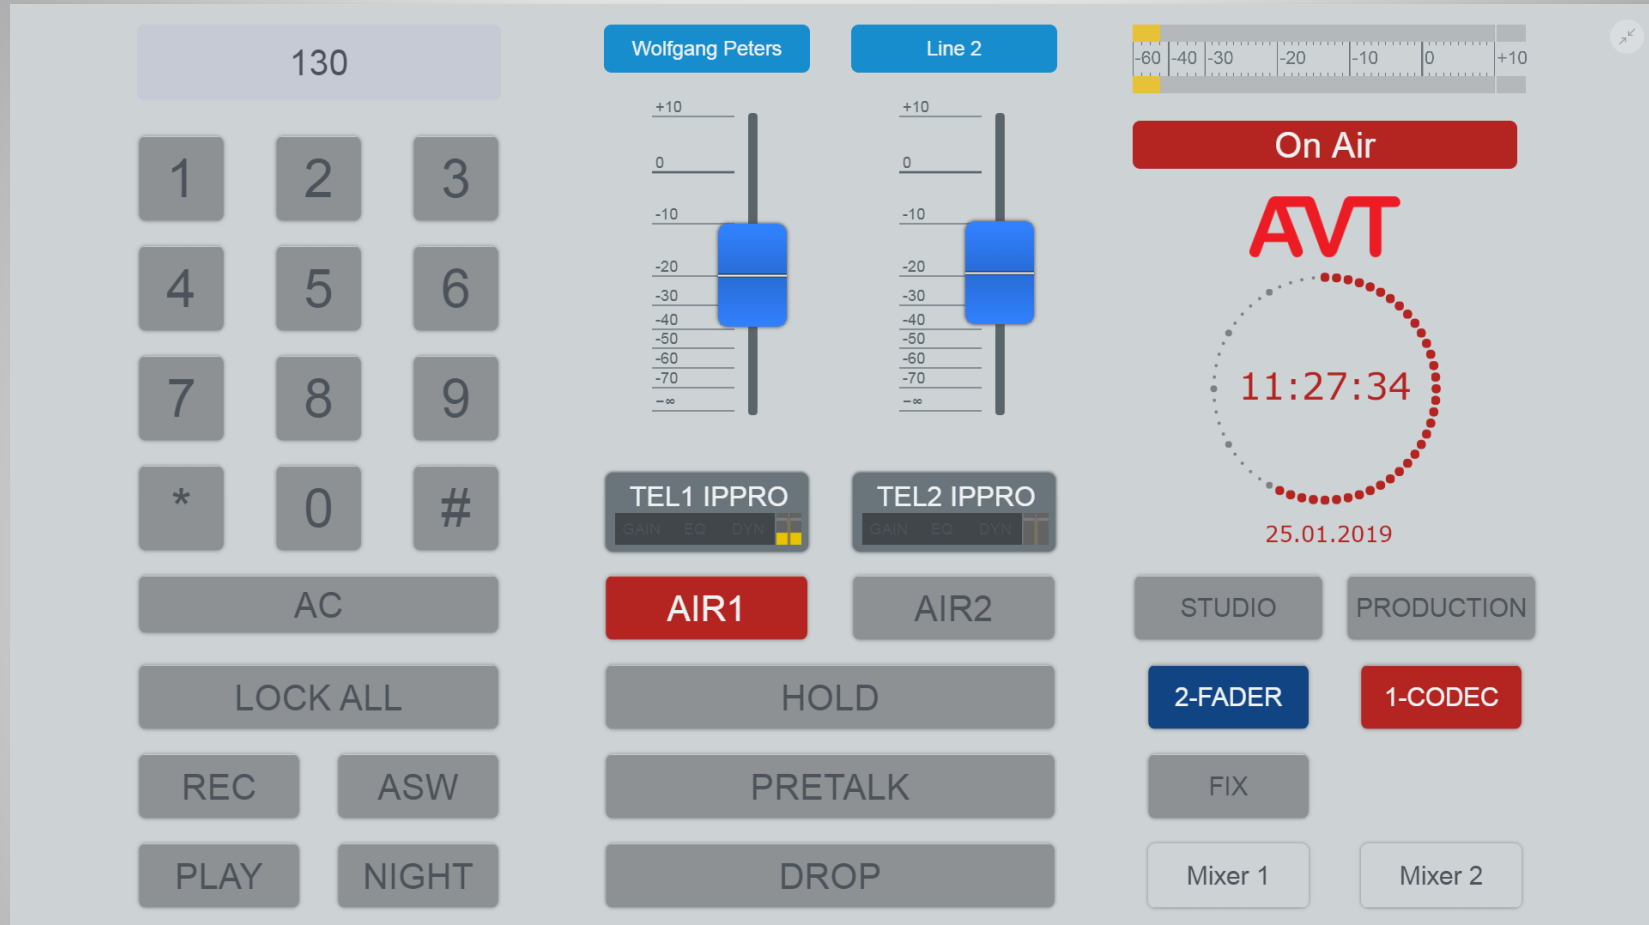 130
1 2 3
4 5 6
7 8 9
* 0 #
AC
LOCK ALL
REC ASW
PLAY NIGHT
Wolfgang Peters
+10
0
-10
-20
-30
-40
-50
-60
-70
-∞
TEL1 IPPRO
GAIN EQ DYN
AIR1
Line 2
+10
0
-10
-20
-30
-40
-50
-60
-70
-∞
TEL2 IPPRO
GAIN EQ DYN
AIR2
HOLD
PRETALK
DROP
-60 -40 -30 -20 -10 0 +10
On Air
AVT
11:27:34
25.01.2019
STUDIO PRODUCTION
2-FADER 1-CODEC
FIX
Mixer 1 Mixer 2